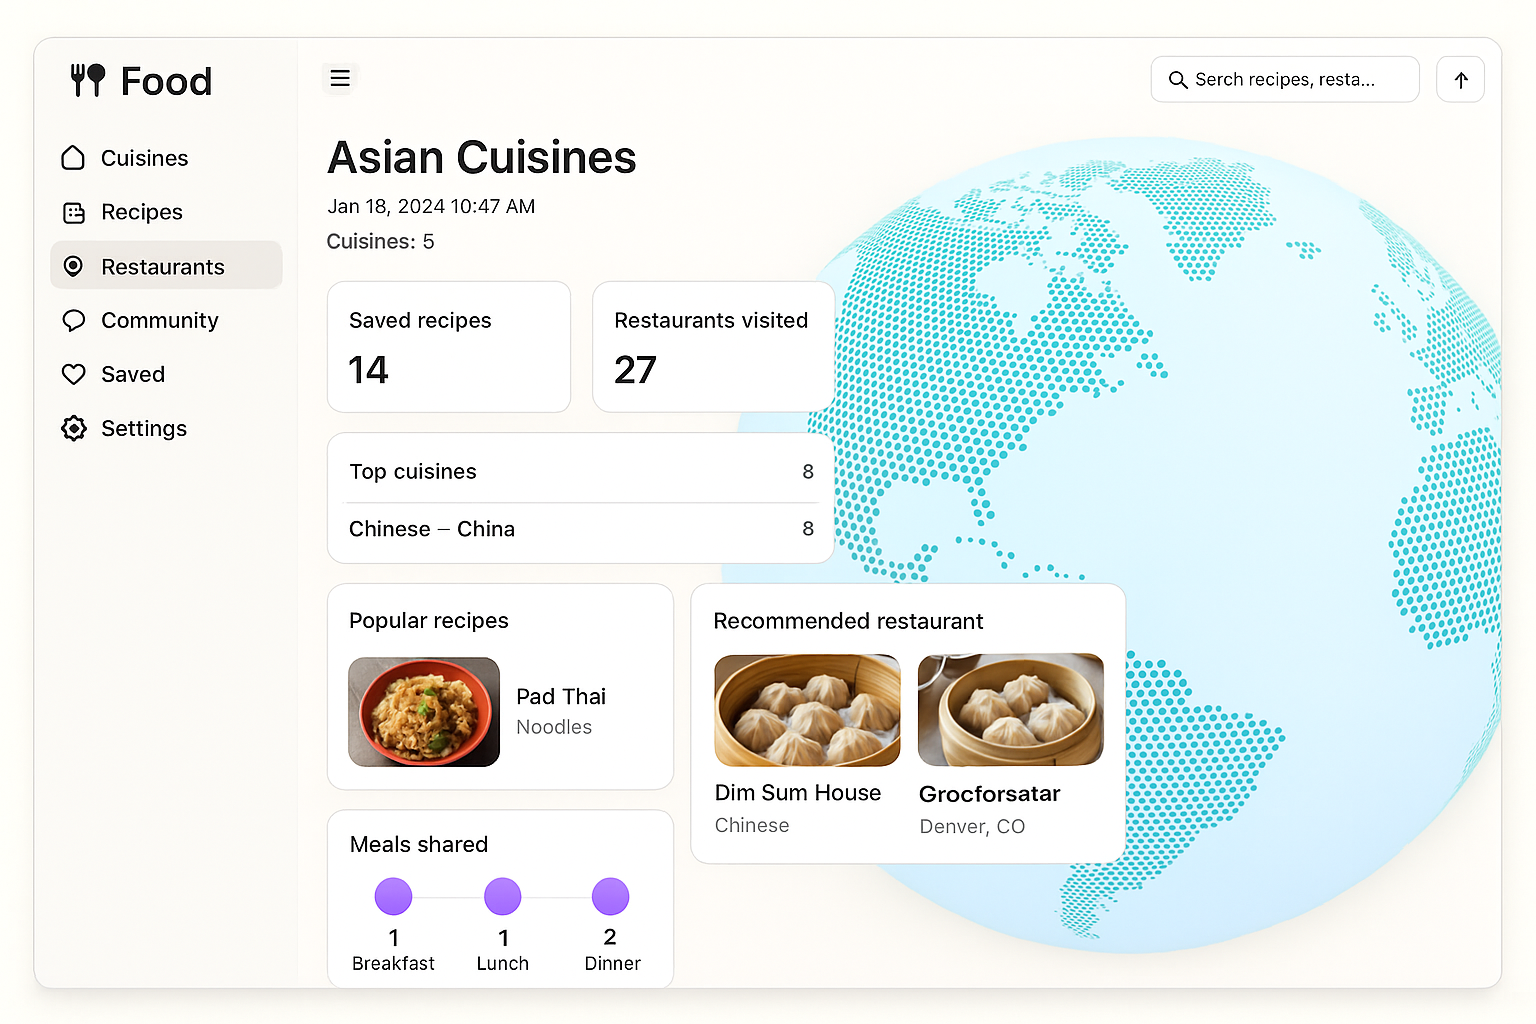 Food
Cuisines
Recipes
Restaurants
Community
Saved
Settings
Serch recipes, resta...
Asian Cuisines
Jan 18, 2024 10:47 AM
Cuisines: 5
Saved recipes
14
Restaurants visited
27
Top cuisines 8
Chinese – China 8
Popular recipes
Pad Thai
Noodles
Recommended restaurant
Dim Sum House
Chinese
Grocforsatar
Denver, CO
Meals shared
1 1 2
Breakfast Lunch Dinner